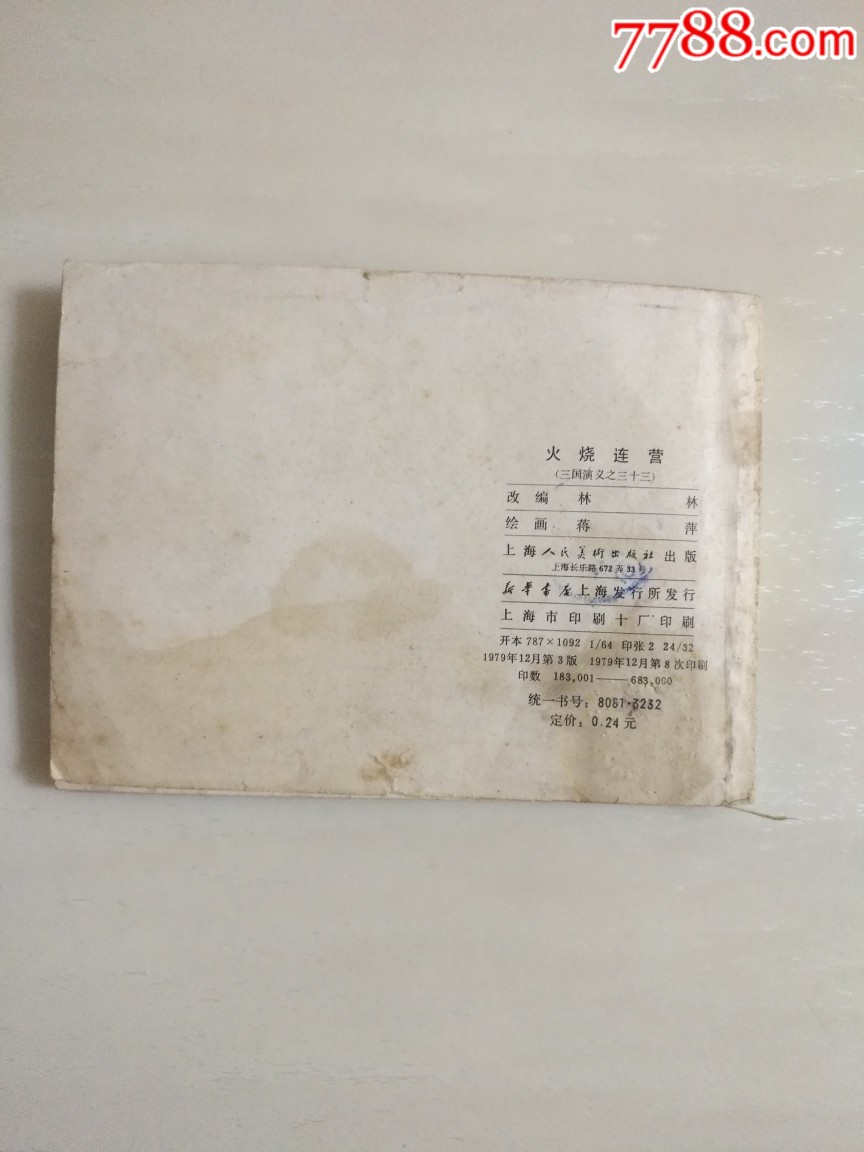 7788.com
火烧连营
(三国演义之三十三)
改编 林 林
绘画 蒋 萍
上海人民美術出版社出版
上海长乐路672弄33号
新华书店上海发行所发行
上海市印刷十厂印刷
开本 787×1092 1/64 印张 2 24/32
1979年12月第3版 1979年12月第8次印刷
印数 183,001——683,000
统一书号：8081·3232
定价：0.24元